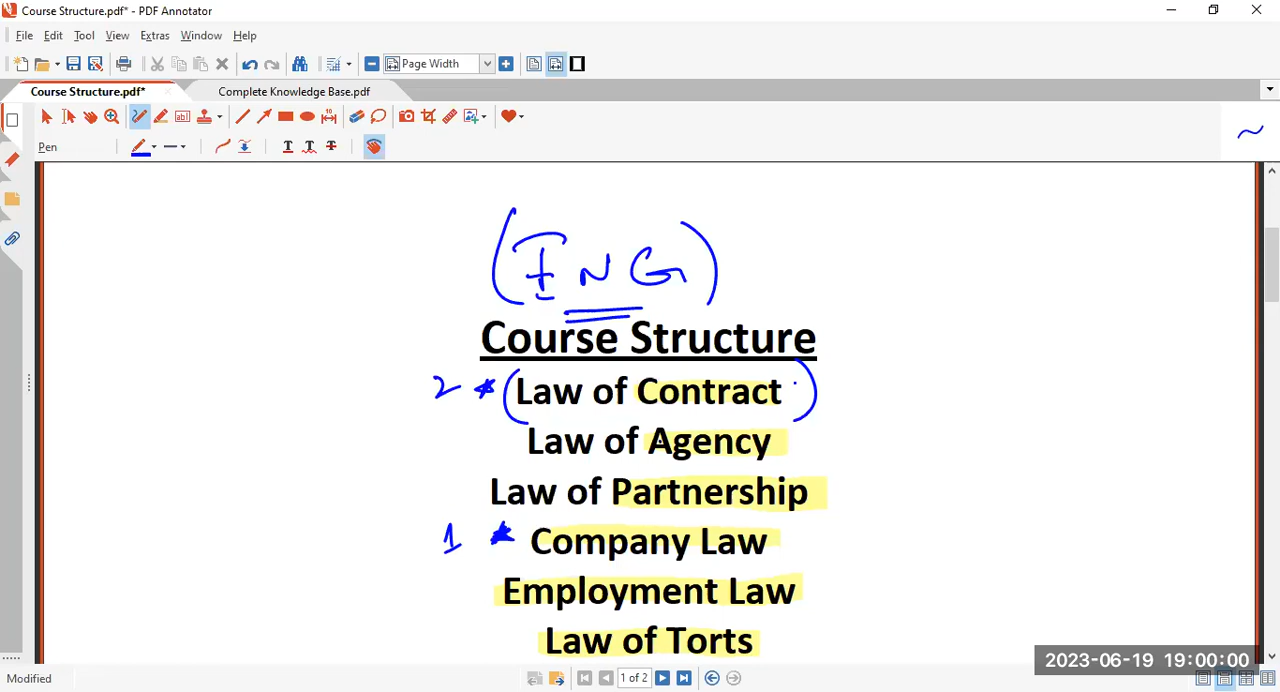 Course Structure.pdf* - PDF Annotator
File Edit Tool View Extras Window Help
Page Width
Course Structure.pdf* Complete Knowledge Base.pdf
Pen
(ING)
Course Structure
2 * (Law of Contract)
Law of Agency
Law of Partnership
1 * Company Law
Employment Law
Law of Torts
2023-06-19 19:00:00
Modified 1 of 2